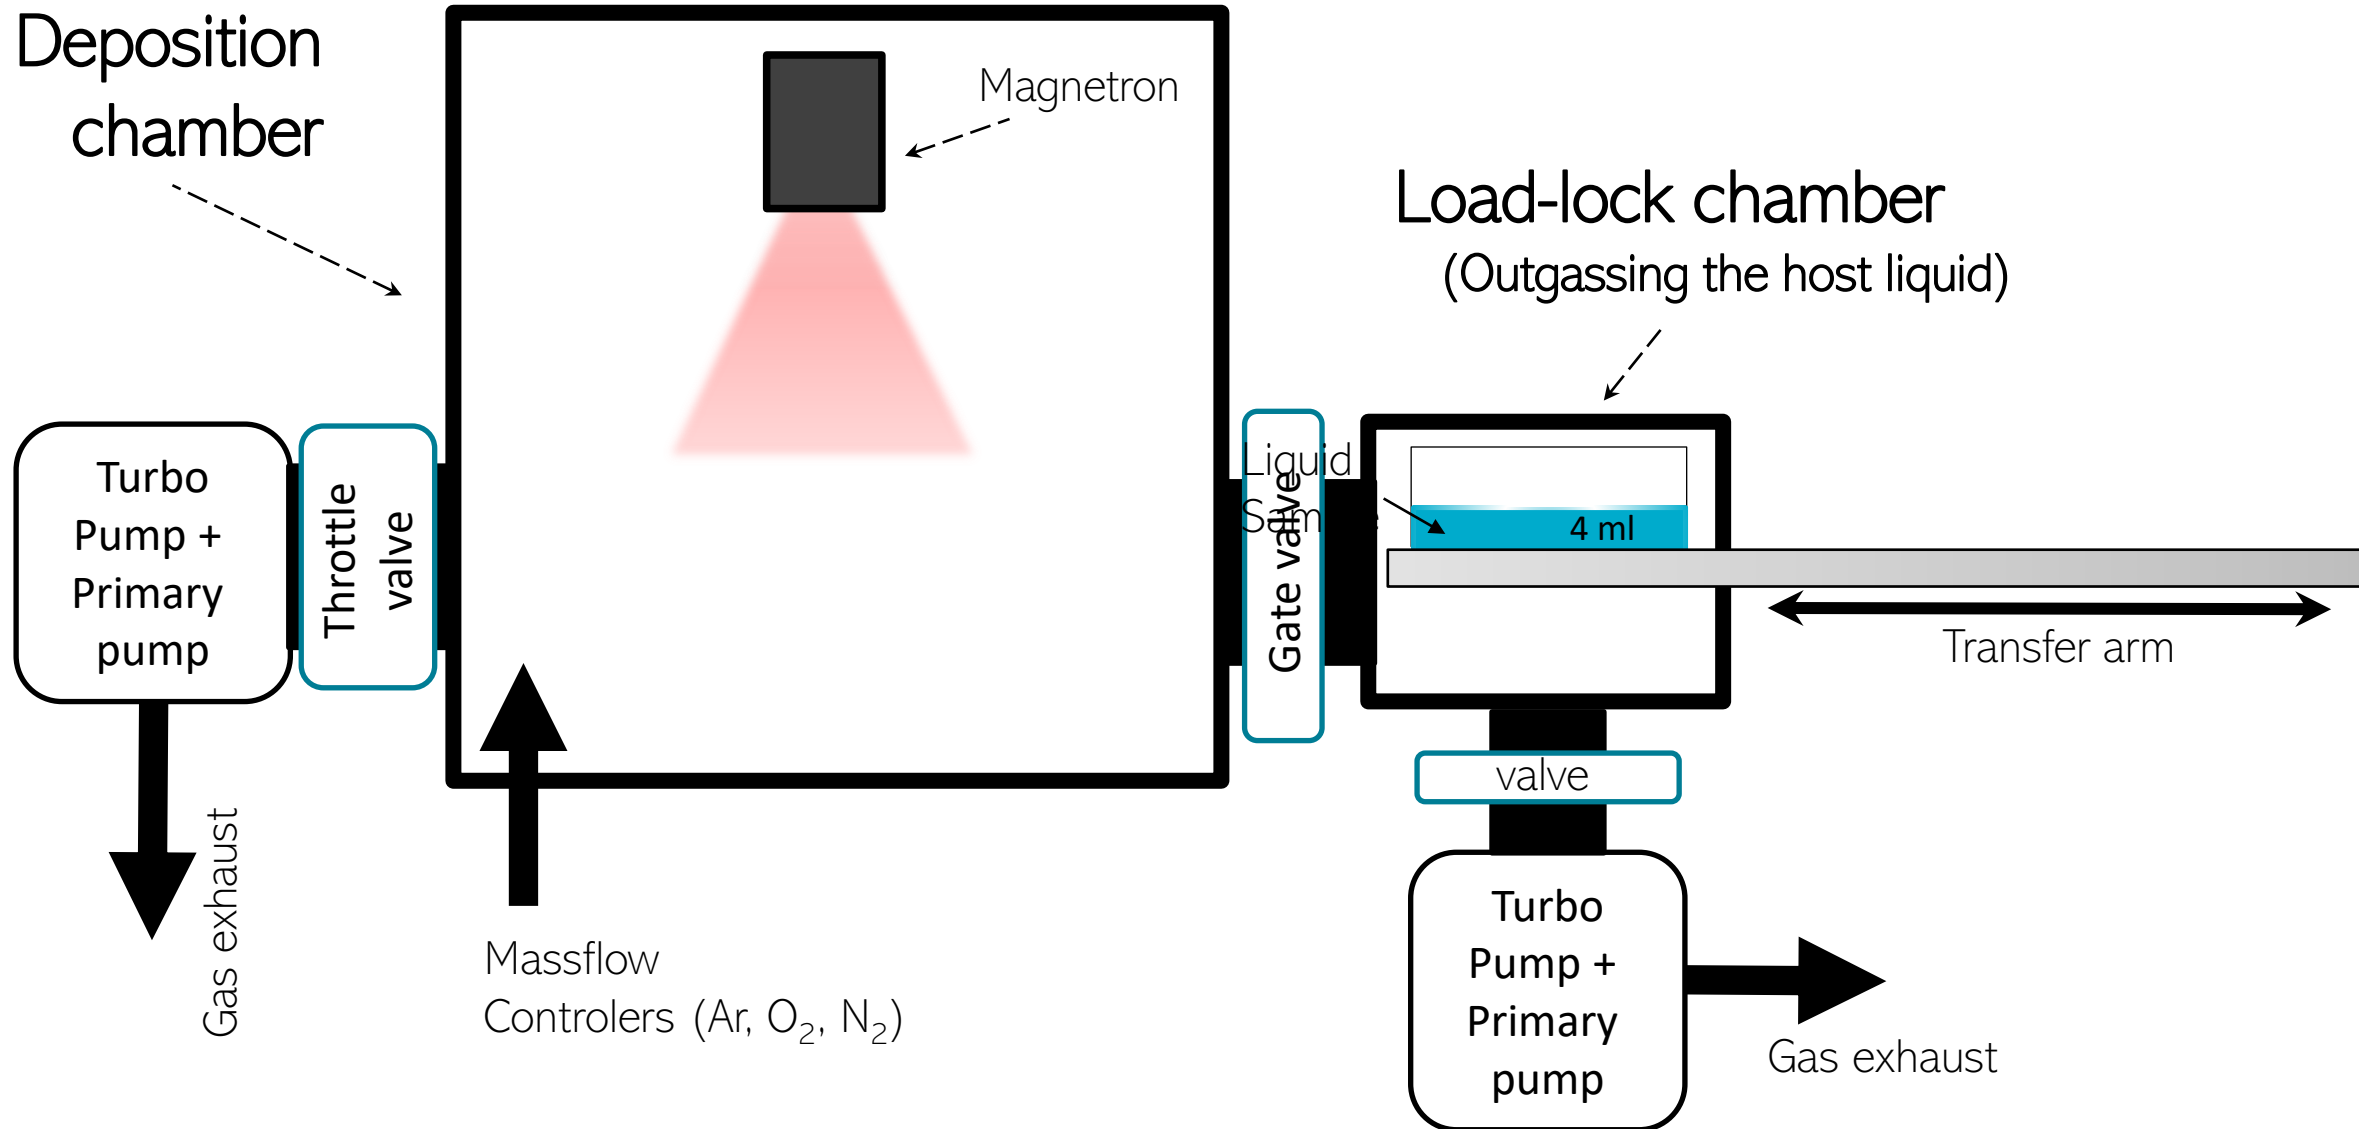 Deposition
chamber
Magnetron
Load-lock chamber
(Outgassing the host liquid)
Turbo
Pump +
Primary
pump
Throttle
valve
Liquid
Gate valve
4 ml
Transfer arm
valve
Gas exhaust
Massflow
Controlers (Ar, O₂, N₂)
Turbo
Pump +
Primary
pump
Gas exhaust